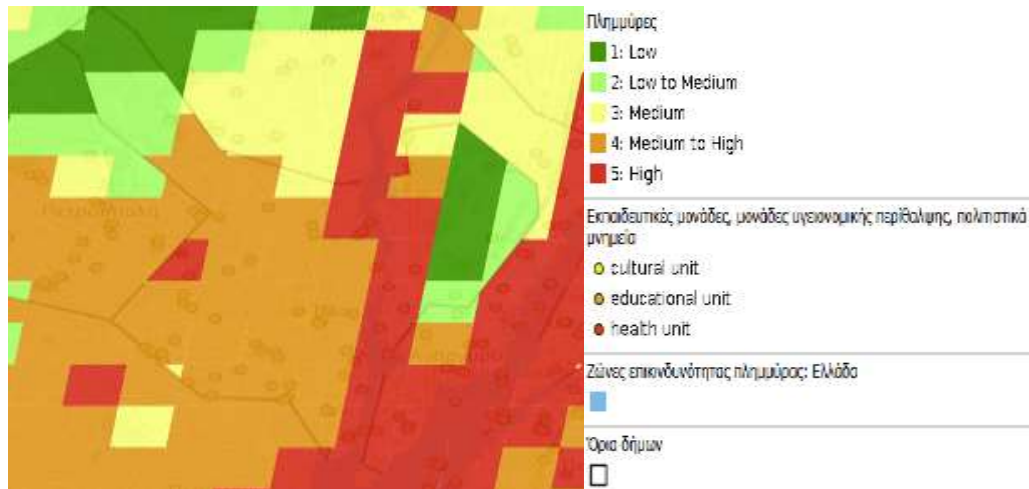 Πλημμύρες
1: Low
2: Low to Medium
3: Medium
4: Medium to High
5: High
Εκπαιδευτικές μονάδες, μονάδες υγειονομικής περίθαλψης, πολιτιστικά
μνημεία
cultural unit
educational unit
health unit
Ζώνες επικινδυνότητας πλημμύρας: Ελλάδα
Όρια δήμων